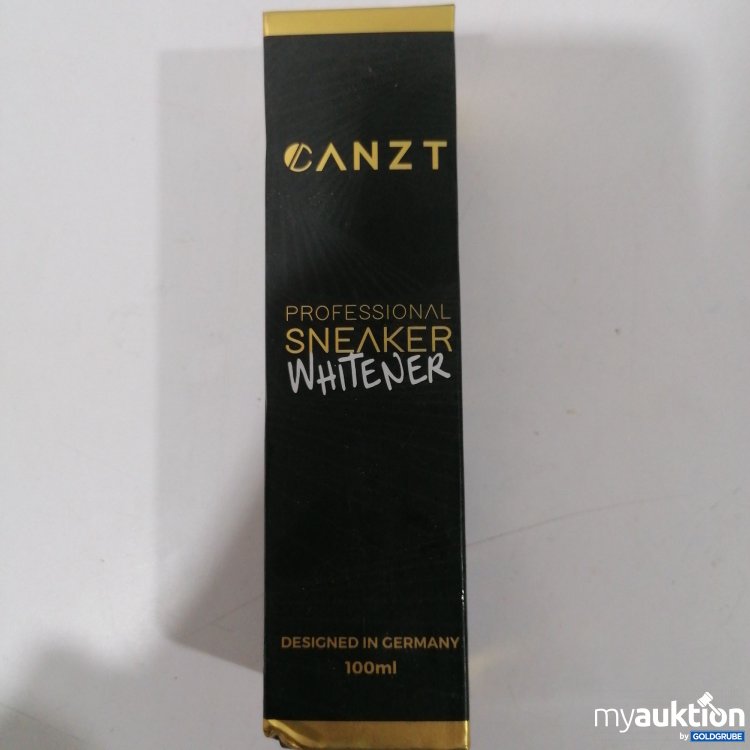 CANZT
PROFESSIONAL
SNEAKER
WHITENER
DESIGNED IN GERMANY
100ml
myauktion
by GOLDGRUBE